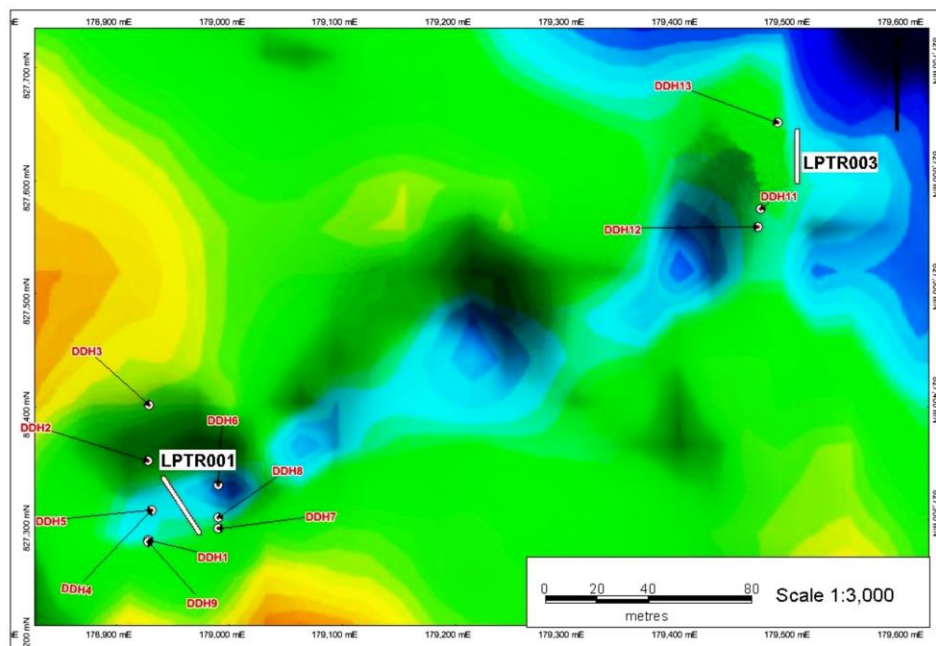 mE 178,900 mE 179,000 mE 179,100 mE 179,200 mE 179,300 mE 179,400 mE 179,500 mE 179,600 mE
827,700 mN
DDH13
LPTR003
827,600 mN
DDH11
DDH12
827,500 mN
DDH3
DDH6
DDH2
LPTR001
DDH8
DDH5
DDH7
827,300 mN
DDH1
DDH4
DDH9
0 20 40 80
metres
Scale 1:3,000
mE 178,900 mE 179,000 mE 179,100 mE 179,200 mE 179,300 mE 179,400 mE 179,500 mE 179,600 mE